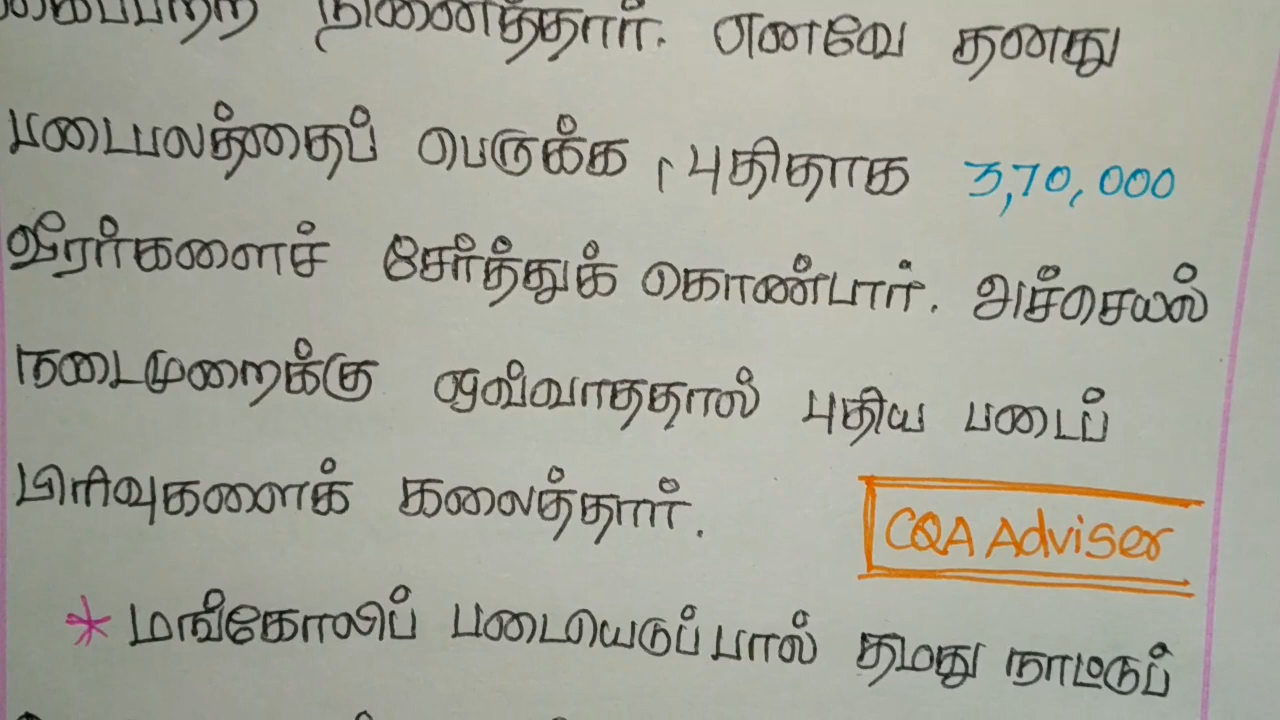 கைப்பற்ற நினைத்தார். எனவே தனது
படைபலத்தைப் பெருக்க, புதிதாக 3,70,000
வீரர்களைச் சேர்த்துக் கொண்டார். அச்செயல்
நடைமுறைக்கு ஒவ்வாததால் புதிய படைப்
பிரிவுகளைக் கலைத்தார்.
CQA Adviser
* மங்கோலிப் படையெடுப்பால் தமது நாட்டுப்